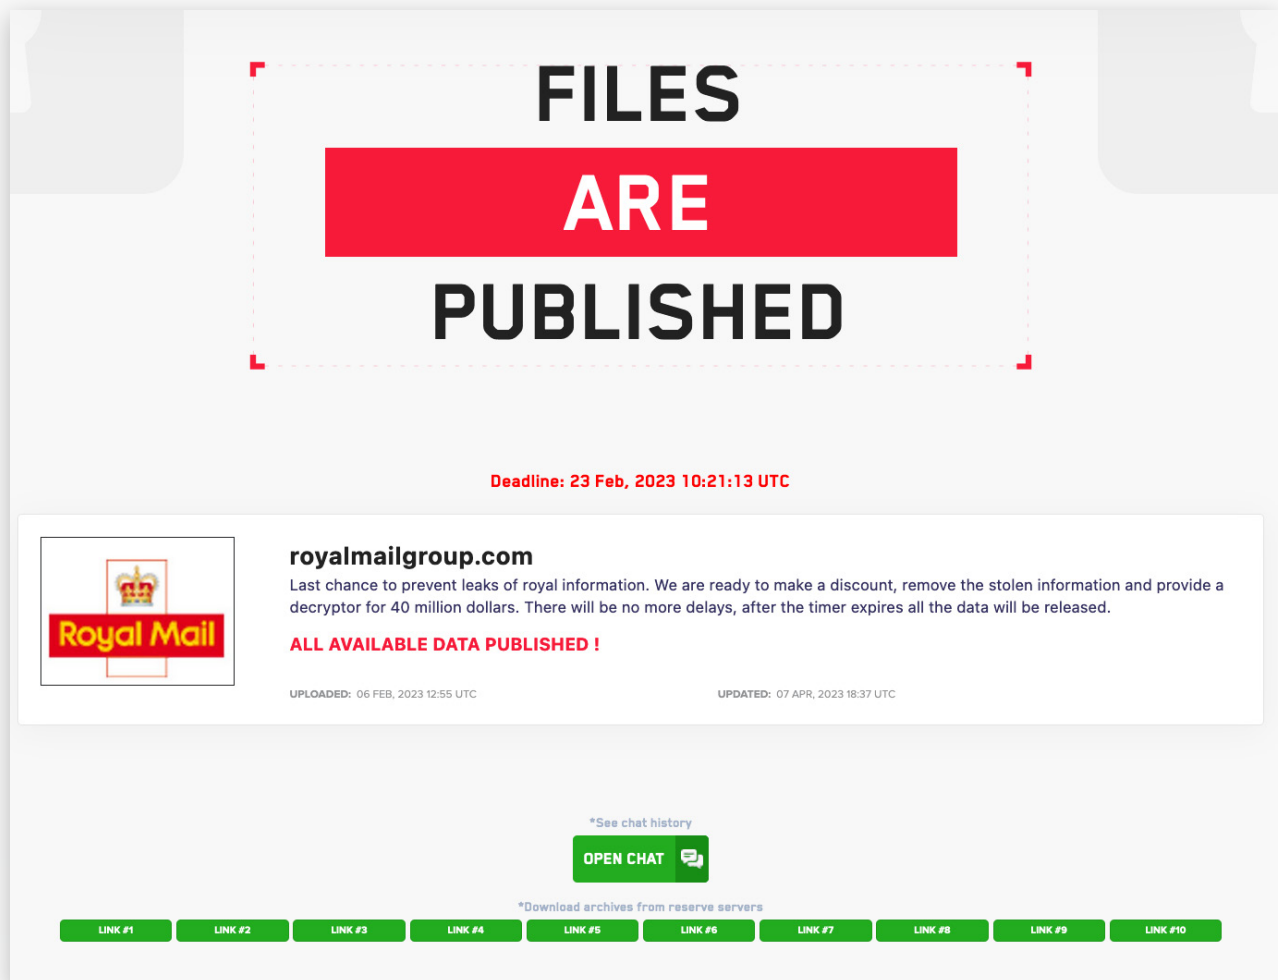 FILES
ARE
PUBLISHED
Deadline: 23 Feb, 2023 10:21:13 UTC
Royal Mail
royalmailgroup.com
Last chance to prevent leaks of royal information. We are ready to make a discount, remove the stolen information and provide a
decryptor for 40 million dollars. There will be no more delays, after the timer expires all the data will be released.
ALL AVAILABLE DATA PUBLISHED !
UPLOADED: 06 FEB, 2023 12:55 UTC
UPDATED: 07 APR, 2023 18:37 UTC
*See chat history
OPEN CHAT
*Download archives from reserve servers
LINK #1 LINK #2 LINK #3 LINK #4 LINK #5 LINK #6 LINK #7 LINK #8 LINK #9 LINK #10